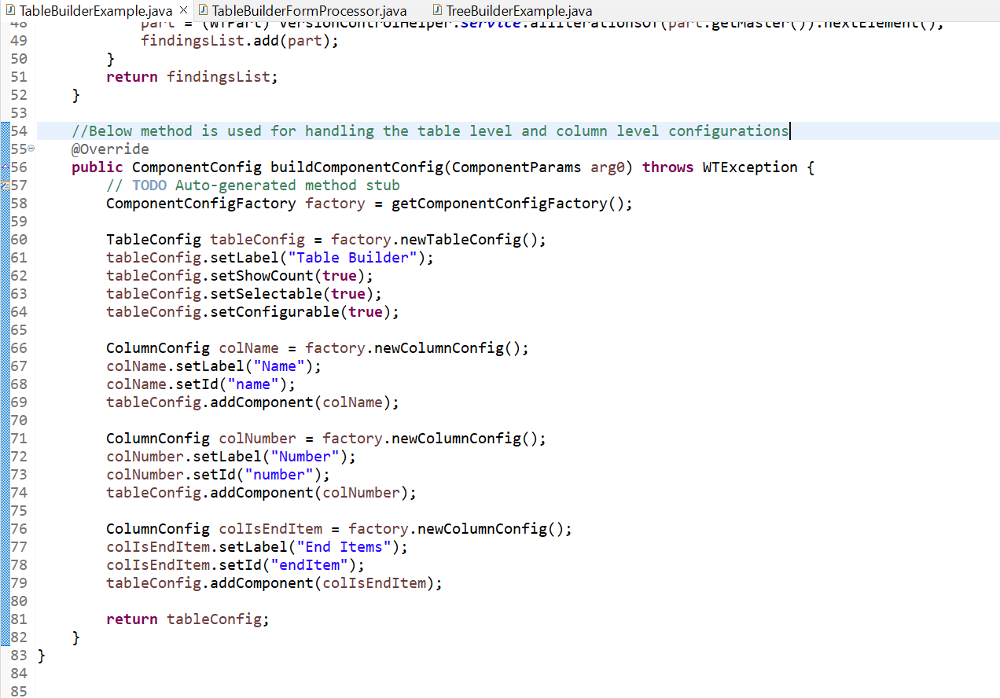 TableBuilderExample.java TableBuilderFormProcessor.java TreeBuilderExample.java
48 part = (WTPart) VersionControlHelper.service.allIterationsOf(part.getMaster()).nextElement();
49 findingsList.add(part);
50 }
51 return findingsList;
52 }
53
54 //Below method is used for handling the table level and column level configurations
55 @Override
56 public ComponentConfig buildComponentConfig(ComponentParams arg0) throws WTException {
57 // TODO Auto-generated method stub
58 ComponentConfigFactory factory = getComponentConfigFactory();
59
60 TableConfig tableConfig = factory.newTableConfig();
61 tableConfig.setLabel("Table Builder");
62 tableConfig.setShowCount(true);
63 tableConfig.setSelectable(true);
64 tableConfig.setConfigurable(true);
65
66 ColumnConfig colName = factory.newColumnConfig();
67 colName.setLabel("Name");
68 colName.setId("name");
69 tableConfig.addComponent(colName);
70
71 ColumnConfig colNumber = factory.newColumnConfig();
72 colNumber.setLabel("Number");
73 colNumber.setId("number");
74 tableConfig.addComponent(colNumber);
75
76 ColumnConfig colIsEndItem = factory.newColumnConfig();
77 colIsEndItem.setLabel("End Items");
78 colIsEndItem.setId("endItem");
79 tableConfig.addComponent(colIsEndItem);
80
81 return tableConfig;
82 }
83 }
84
85